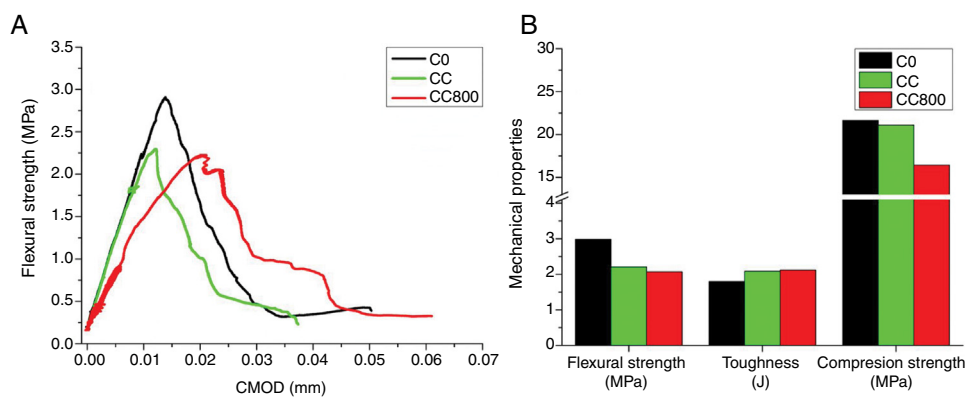 A
Flexural strength (MPa)
3.5
3.0
2.5
2.0
1.5
1.0
0.5
0.0
0.00
0.01
0.02
0.03
0.04
0.05
0.06
0.07
CMOD (mm)
C0
CC
CC800
B
Mechanical properties
30
25
20
15
4
3
2
1
0
C0
CC
CC800
Flexural strength
(MPa)
Toughness
(J)
Compresion strength
(MPa)